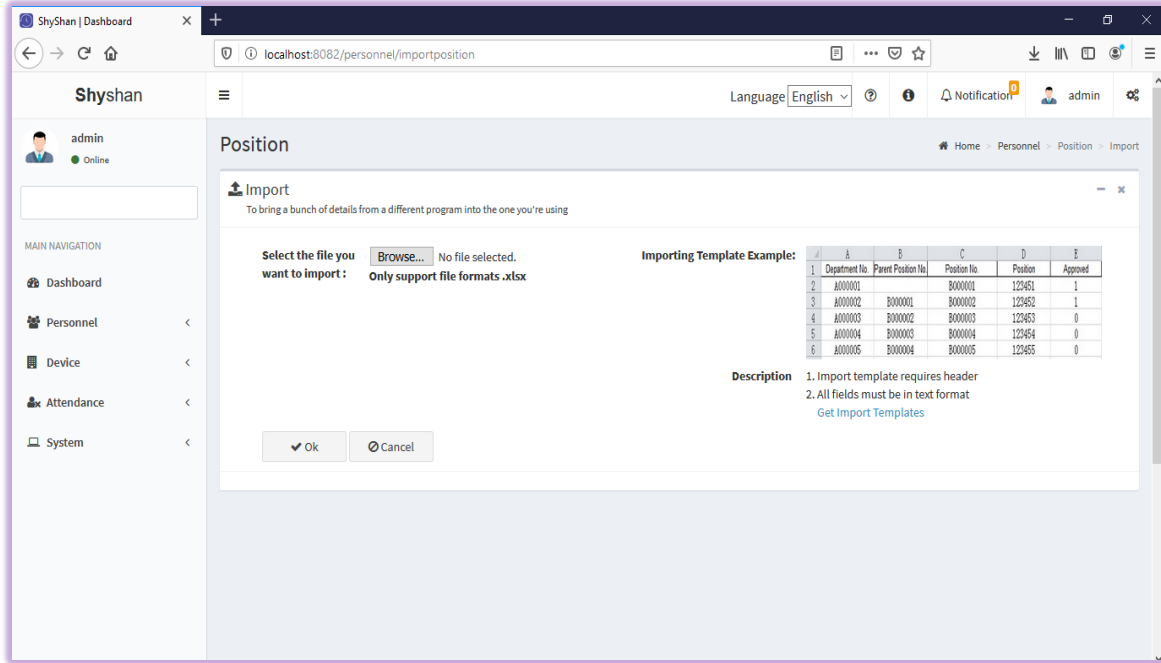 ShyShan | Dashboard
localhost:8082/personnel/importposition
Shyshan
Language English
0
Notification
admin
admin
Online
Position
Home > Personnel > Position > Import
Import
To bring a bunch of details from a different program into the one you're using
MAIN NAVIGATION
Dashboard
Personnel
Device
Attendance
System
Select the file you
want to import :
Browse... No file selected.
Only support file formats .xlsx
Importing Template Example:
A B C D E
1 Department No. Parent Position No. Position No. Position Approved
2 A000001 B000001 123451 1
3 A000002 B000001 B000002 123452 1
4 A000003 B000002 B000003 123453 0
5 A000004 B000003 B000004 123454 0
6 A000005 B000004 B000005 123455 0
Description
1. Import template requires header
2. All fields must be in text format
Get Import Templates
Ok
Cancel